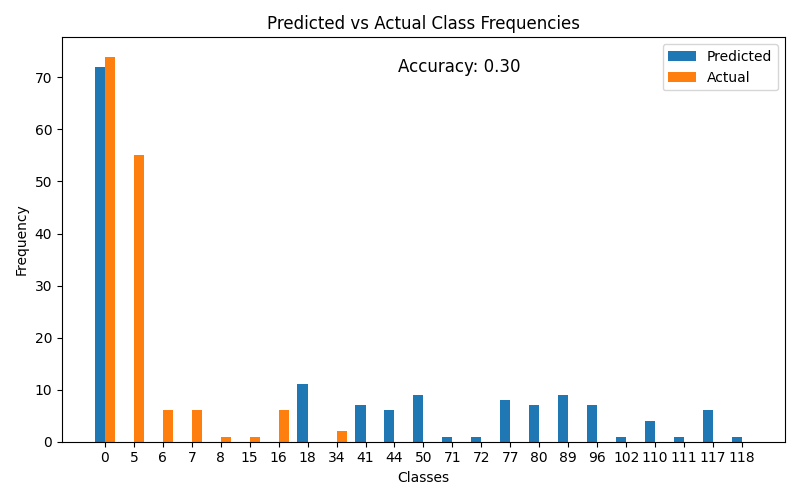 Predicted vs Actual Class Frequencies
Accuracy: 0.30
Predicted
Actual
Frequency
70
60
50
40
30
20
10
0
0 5 6 7 8 15 16 18 34 41 44 50 71 72 77 80 89 96 102 110 111 117 118
Classes